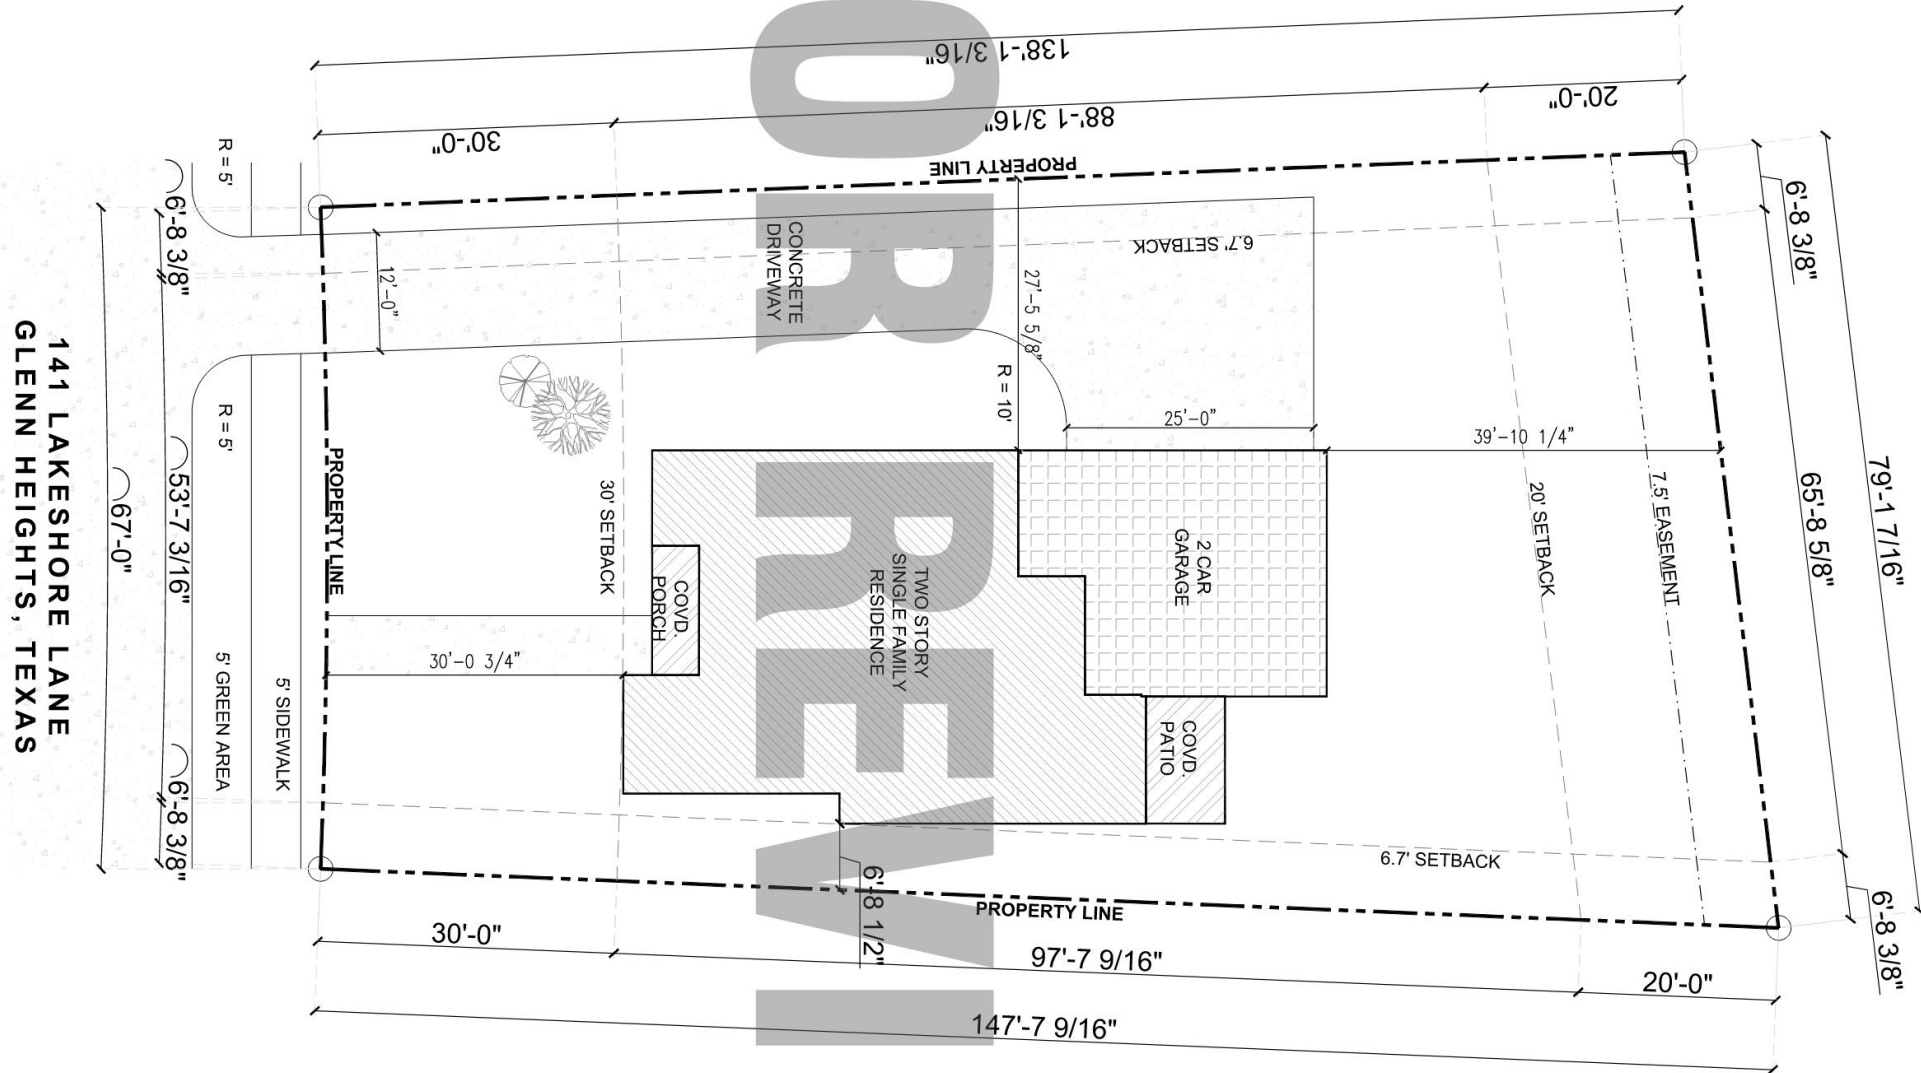 138'-1 3/16"
30'-0"
88'-1 3/16"
20'-0"
PROPERTY LINE
R = 5'
6'-8 3/8"
6'-8 3/8"
CONCRETE
DRIVEWAY
12'-0"
6.7' SETBACK
27'-5 5/8"
R = 10'
25'-0"
39'-10 1/4"
141 LAKESHORE LANE
GLENN HEIGHTS, TEXAS
67'-0"
53'-7 3/16"
R = 5'
PROPERTY LINE
30' SETBACK
COVD.
PORCH
TWO STORY
SINGLE FAMILY
RESIDENCE
2 CAR
GARAGE
20' SETBACK
7.5' EASEMENT
65'-8 5/8"
79'-1 7/16"
30'-0 3/4"
5' GREEN AREA
5' SIDEWALK
6'-8 3/8"
COVD.
PATIO
6.7' SETBACK
6'-8 1/2"
PROPERTY LINE
6'-8 3/8"
30'-0"
97'-7 9/16"
20'-0"
147'-7 9/16"
OR REVI